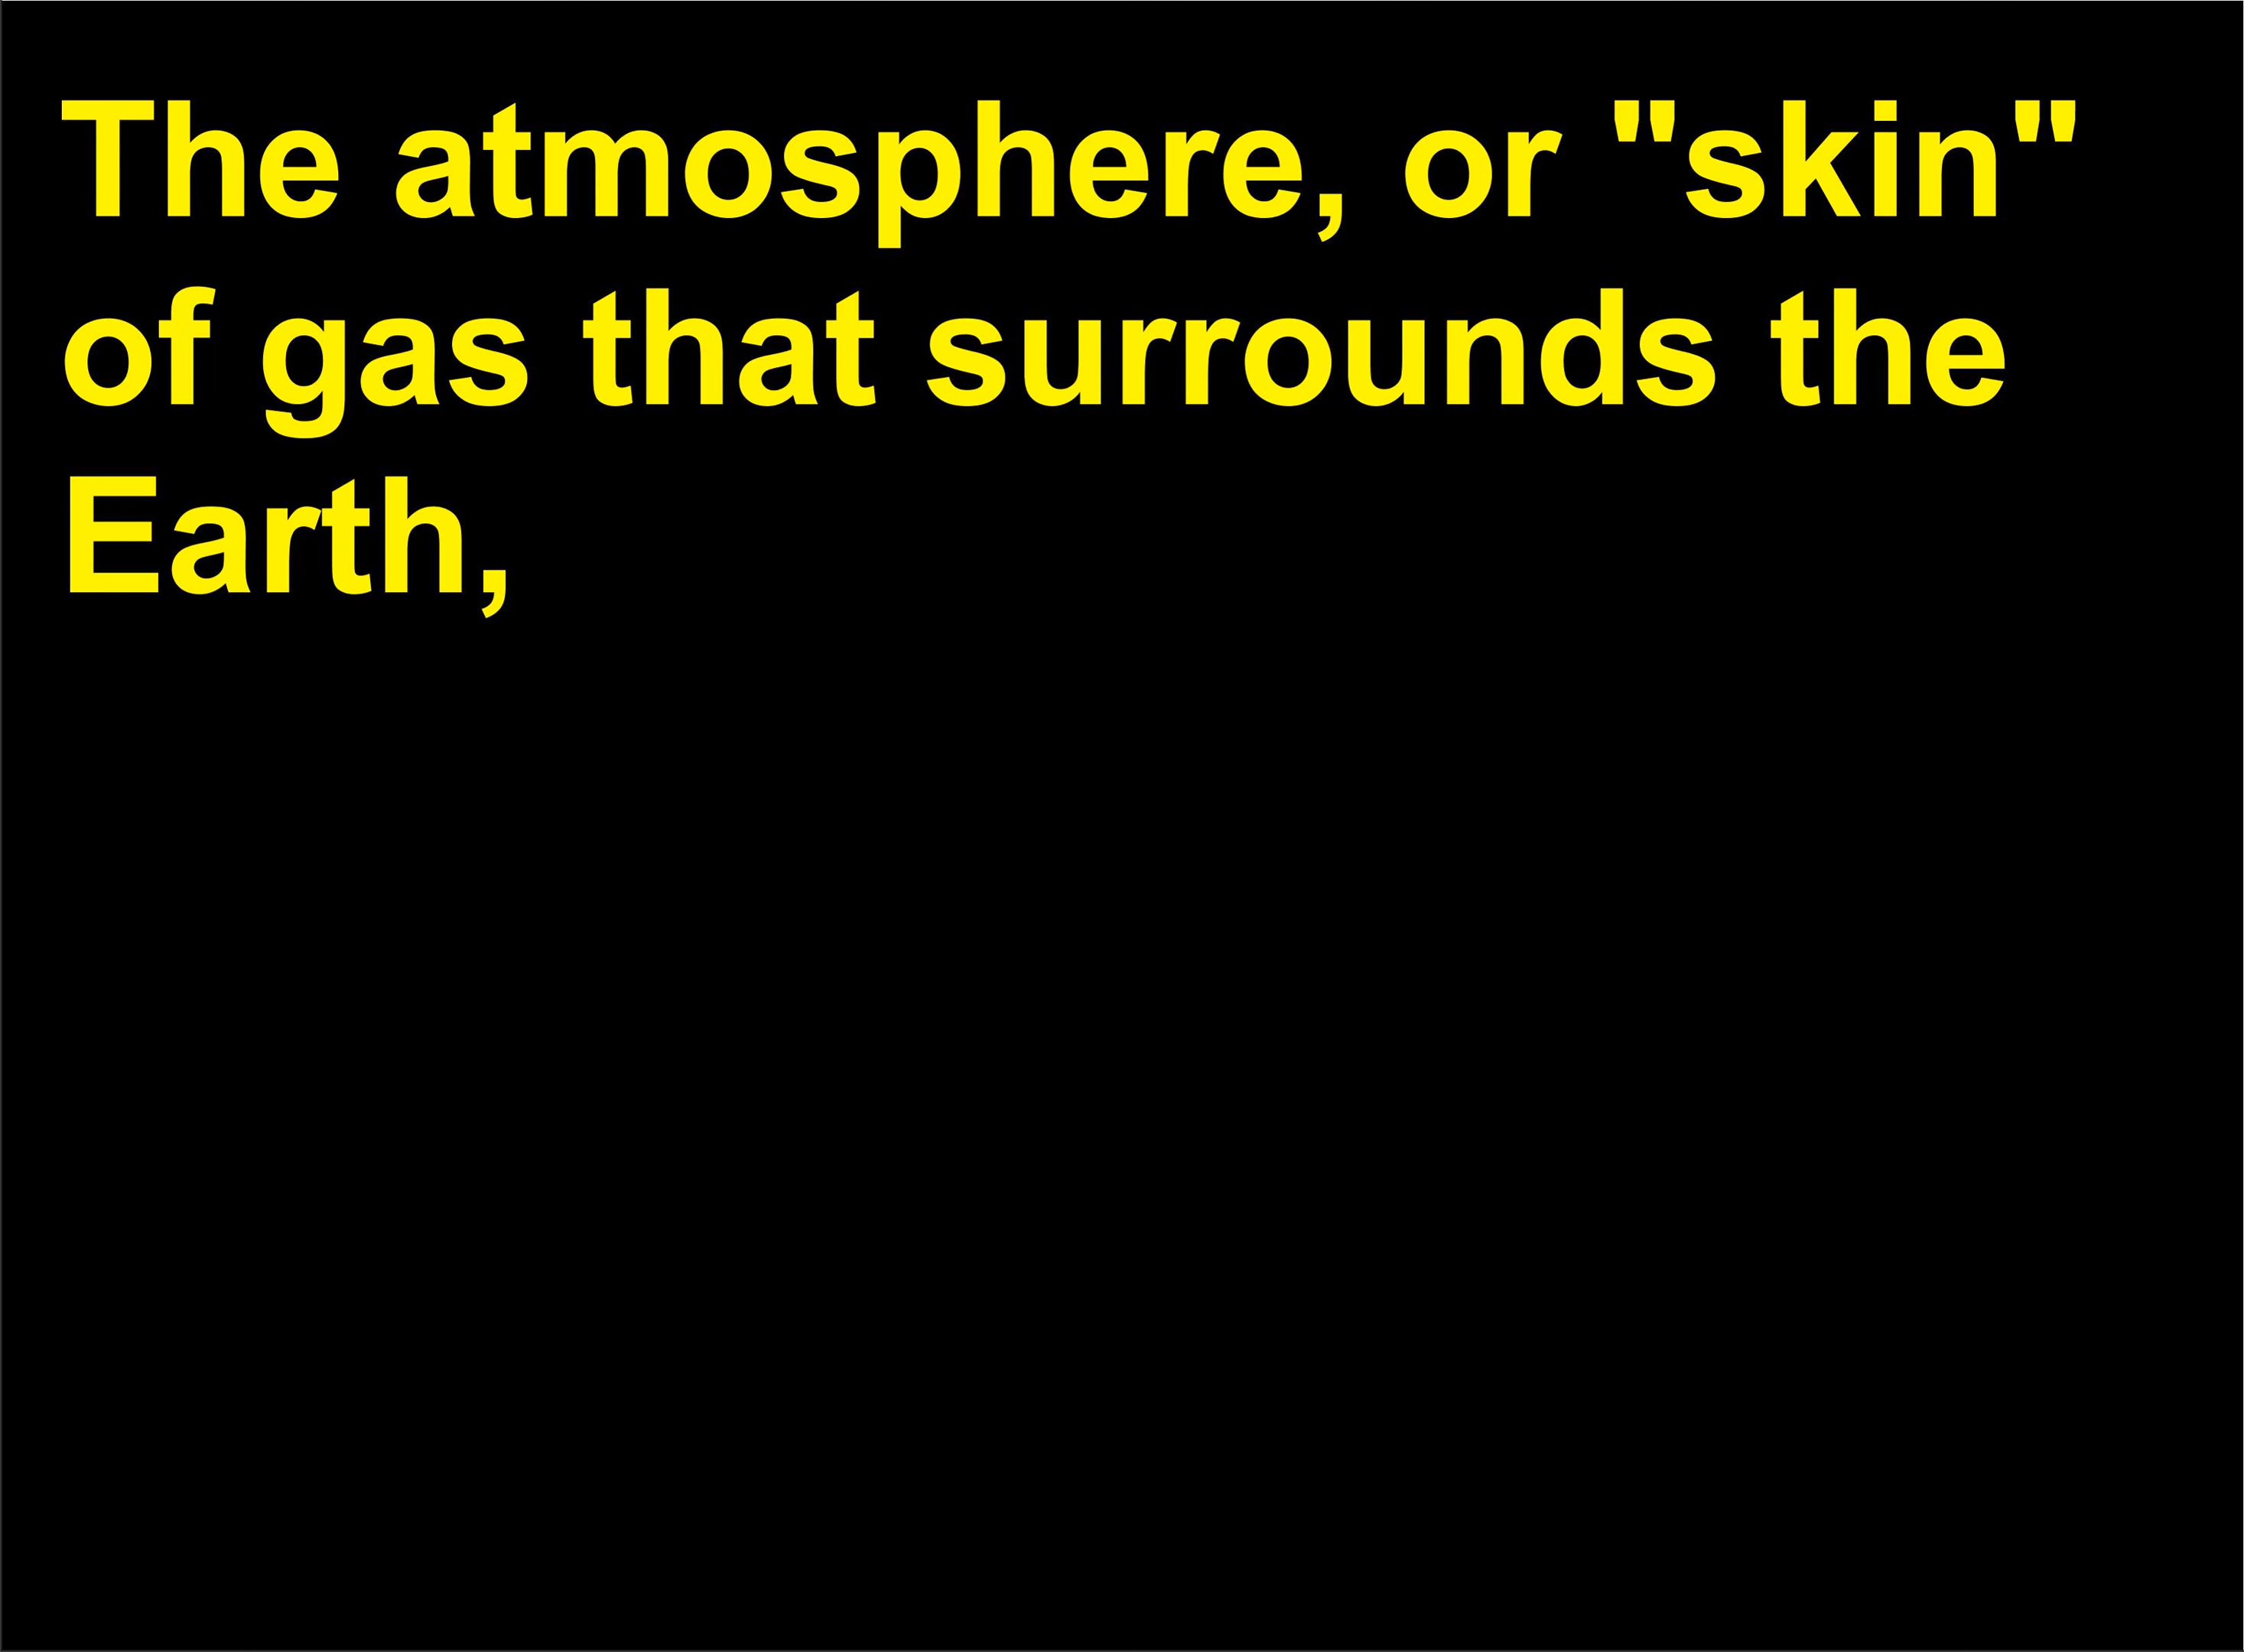 The atmosphere, or "skin"
of gas that surrounds the
Earth,